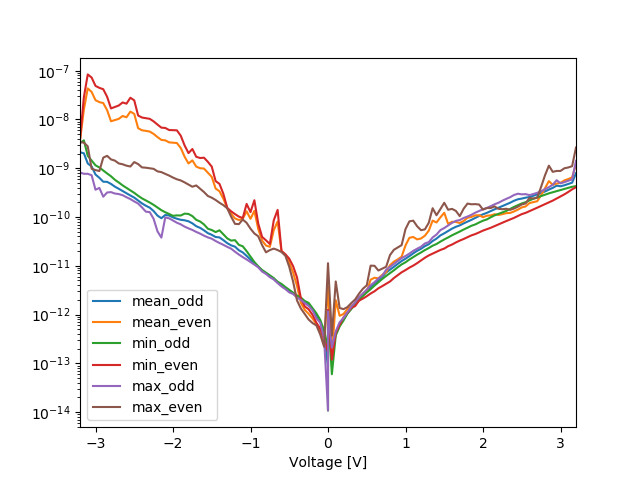 10⁻⁷
10⁻⁸
10⁻⁹
10⁻¹⁰
10⁻¹¹
10⁻¹²
10⁻¹³
10⁻¹⁴
mean_odd
mean_even
min_odd
min_even
max_odd
max_even
−3 −2 −1 0 1 2 3
Voltage [V]